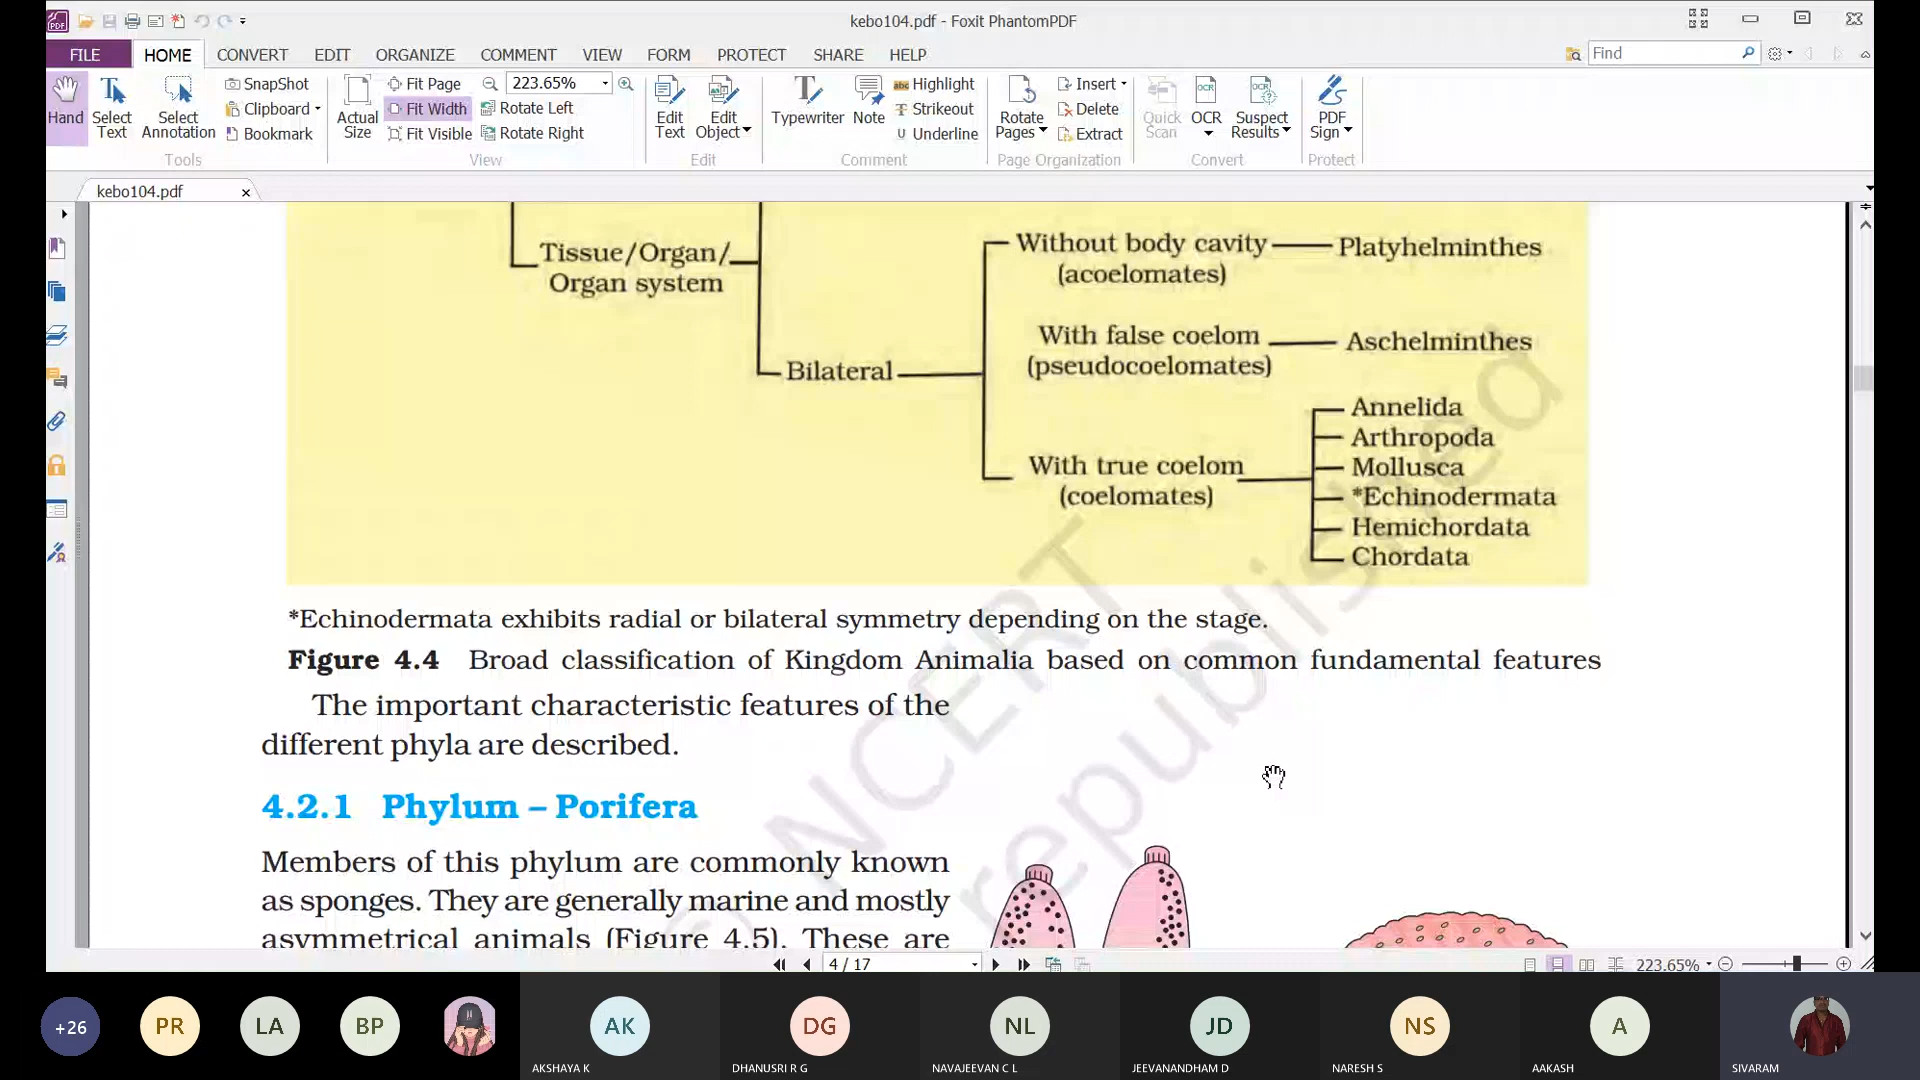 kebo104.pdf - Foxit PhantomPDF
FILE HOME CONVERT EDIT ORGANIZE COMMENT VIEW FORM PROTECT SHARE HELP Find
Hand Select Text Select Annotation SnapShot Clipboard Bookmark
Tools
Actual Size Fit Page Fit Width Fit Visible 223.65% Rotate Left Rotate Right
View
Edit Text Edit Object
Edit
Typewriter Note Highlight Strikeout Underline
Comment
Rotate Pages Insert Delete Extract
Page Organization
Quick Scan OCR Suspect Results
Convert
PDF Sign
Protect
kebo104.pdf
Tissue/Organ/
Organ system
Bilateral
Without body cavity
(acoelomates)
Platyhelminthes
With false coelom
(pseudocoelomates)
Aschelminthes
With true coelom
(coelomates)
Annelida
Arthropoda
Mollusca
*Echinodermata
Hemichordata
Chordata
*Echinodermata exhibits radial or bilateral symmetry depending on the stage.
Figure 4.4 Broad classification of Kingdom Animalia based on common fundamental features
The important characteristic features of the
different phyla are described.
4.2.1 Phylum – Porifera
Members of this phylum are commonly known
as sponges. They are generally marine and mostly
asymmetrical animals (Figure 4.5). These are
© NCERT
republished
4 / 17
223.65%
+26 PR LA BP AK DG NL JD NS A
AKSHAYA K
DHANUSRI R G
NAVAJEEVAN C L
JEEVANANDHAM D
NARESH S
AAKASH
SIVARAM